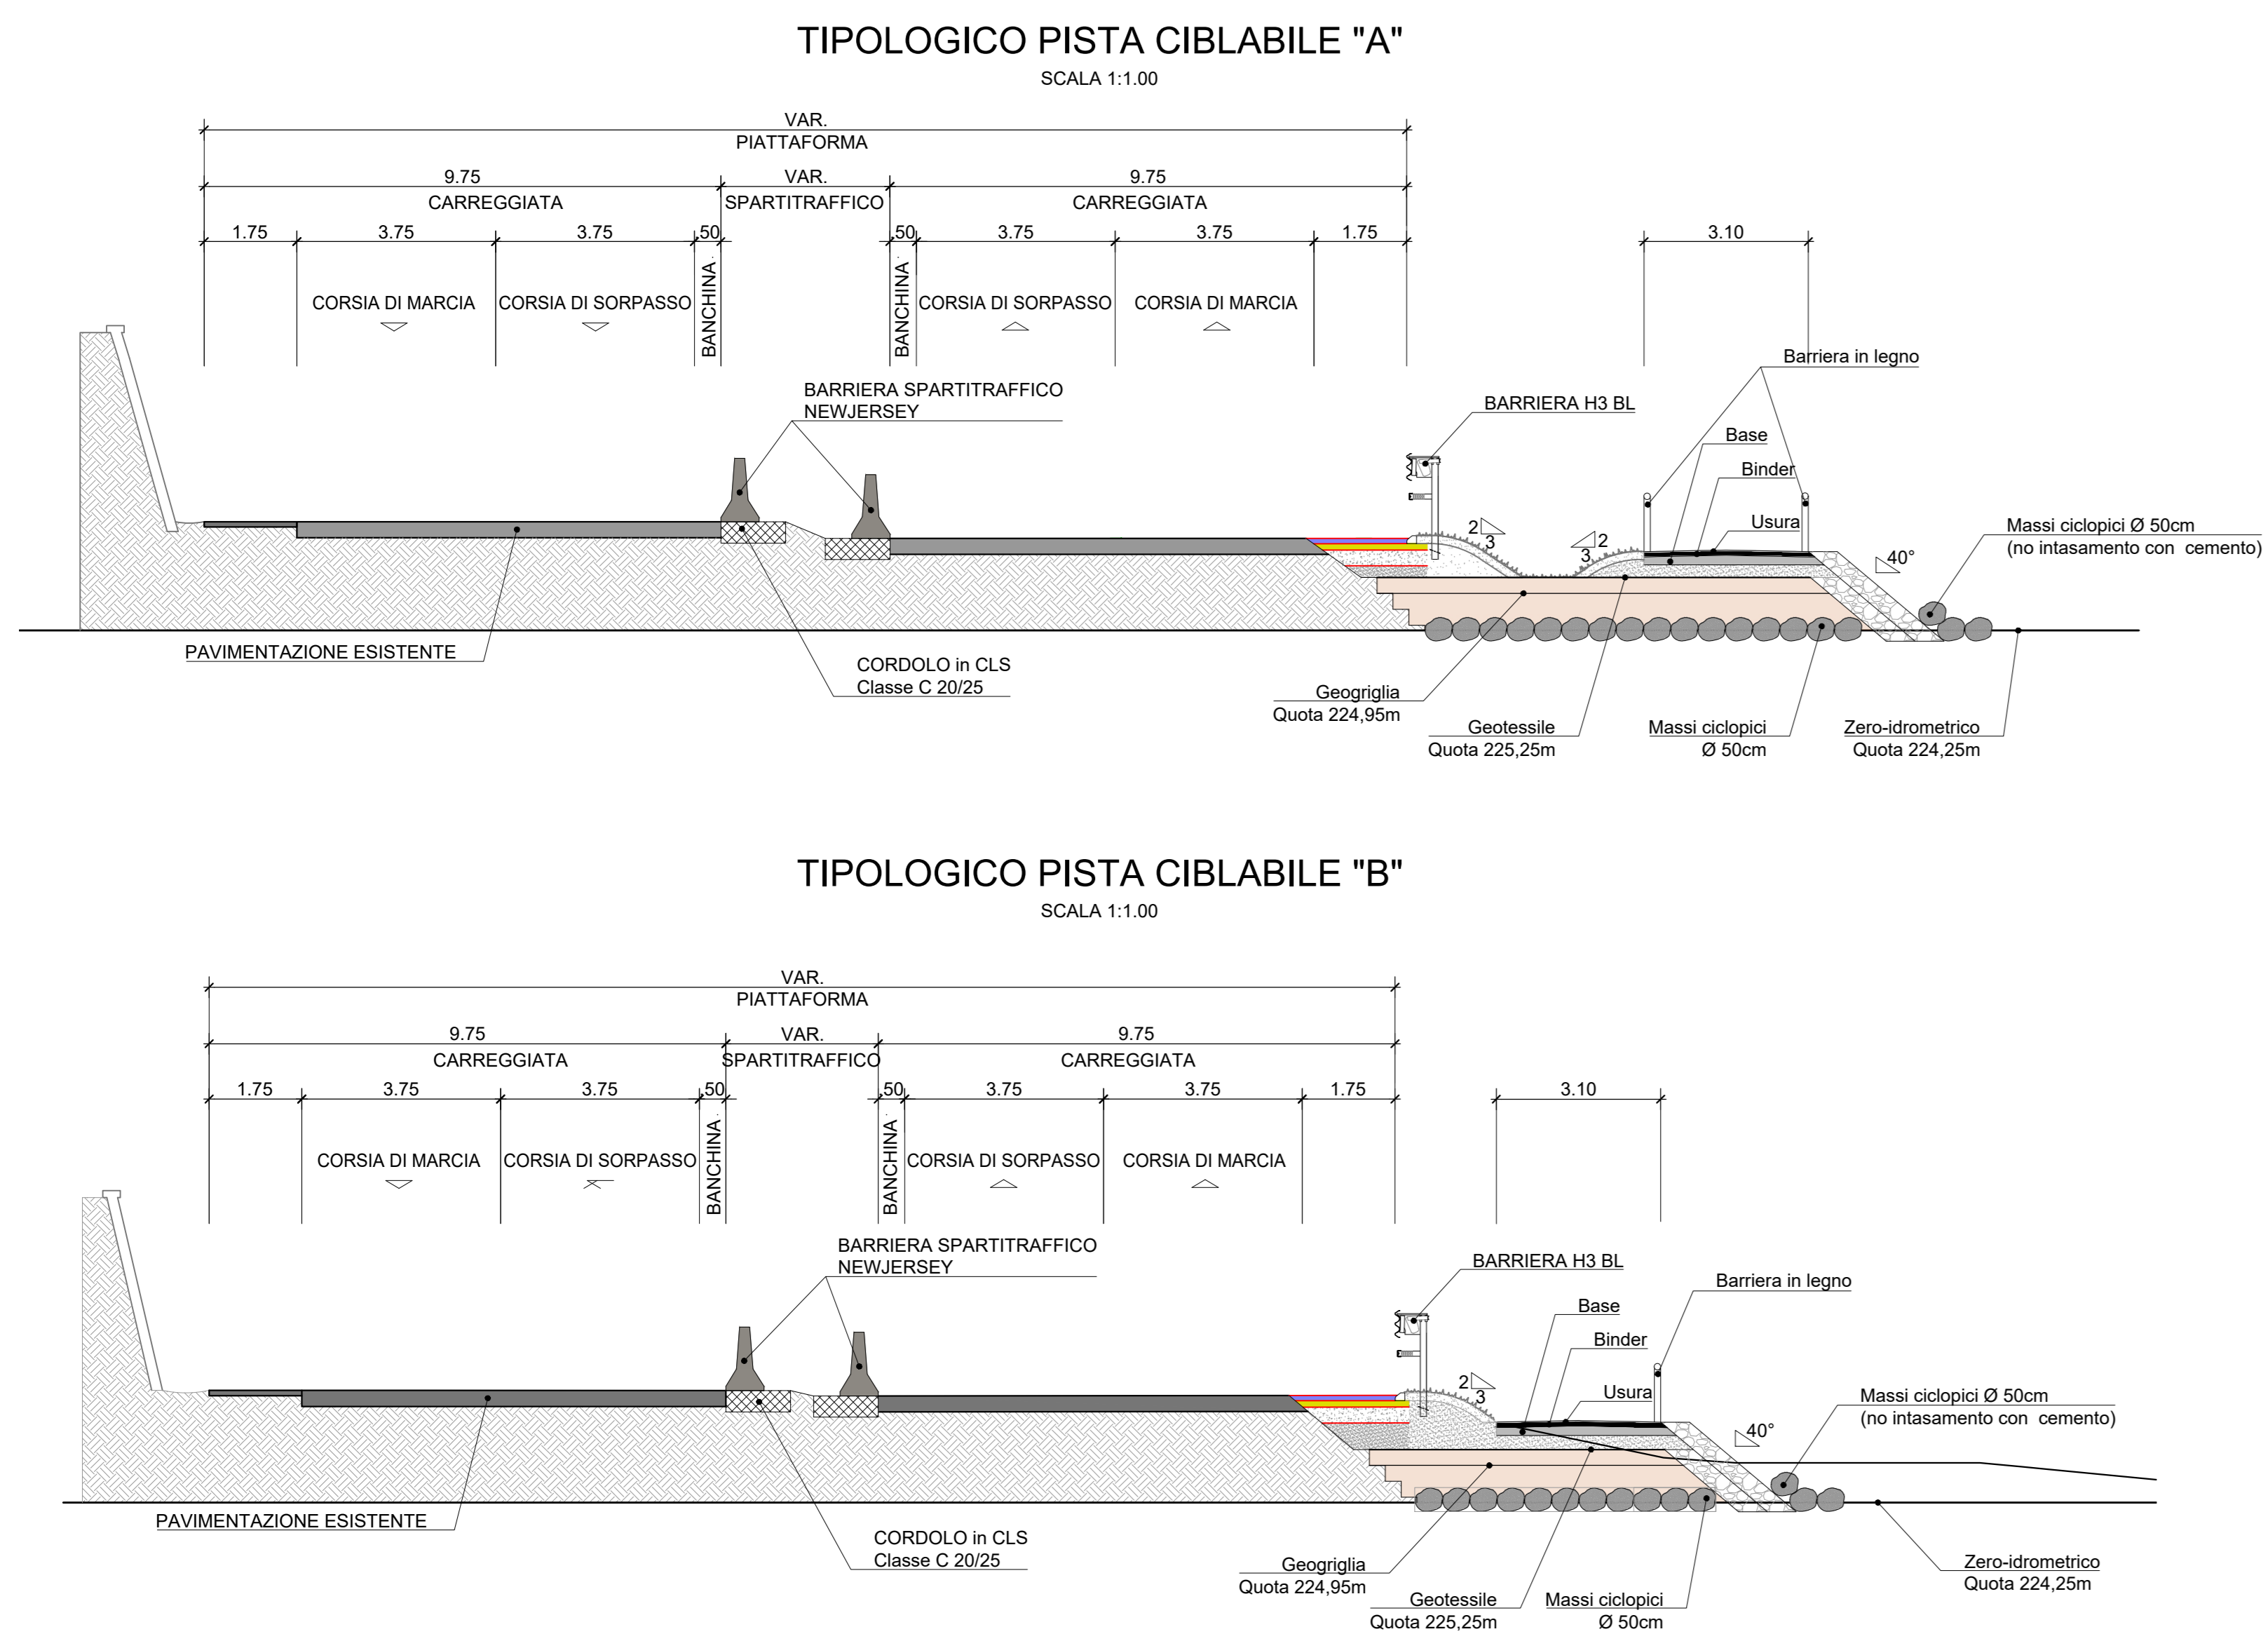 TIPOLOGICO PISTA CIBLABILE "A"
SCALA 1:1.00
VAR.
PIATTAFORMA
9.75
VAR.
9.75
CARREGGIATA
SPARTITRAFFICO
CARREGGIATA
1.75
3.75
3.75
.50
.50
3.75
3.75
1.75
3.10
BANCHINA
BANCHINA
CORSIA DI MARCIA
CORSIA DI SORPASSO
CORSIA DI SORPASSO
CORSIA DI MARCIA
Barriera in legno
BARRIERA SPARTITRAFFICO
NEWJERSEY
BARRIERA H3 BL
Base
Binder
Usura
2
3
2
3
40°
Massi ciclopici Ø 50cm
(no intasamento con cemento)
PAVIMENTAZIONE ESISTENTE
CORDOLO in CLS
Classe C 20/25
Geogriglia
Quota 224,95m
Geotessile
Quota 225,25m
Massi ciclopici
Ø 50cm
Zero-idrometrico
Quota 224,25m
TIPOLOGICO PISTA CIBLABILE "B"
SCALA 1:1.00
VAR.
PIATTAFORMA
9.75
VAR.
9.75
CARREGGIATA
SPARTITRAFFICO
CARREGGIATA
1.75
3.75
3.75
.50
.50
3.75
3.75
1.75
3.10
BANCHINA
BANCHINA
CORSIA DI MARCIA
CORSIA DI SORPASSO
CORSIA DI SORPASSO
CORSIA DI MARCIA
BARRIERA SPARTITRAFFICO
NEWJERSEY
BARRIERA H3 BL
Barriera in legno
Base
Binder
Usura
2
3
40°
Massi ciclopici Ø 50cm
(no intasamento con cemento)
PAVIMENTAZIONE ESISTENTE
CORDOLO in CLS
Classe C 20/25
Geogriglia
Quota 224,95m
Geotessile
Quota 225,25m
Massi ciclopici
Ø 50cm
Zero-idrometrico
Quota 224,25m